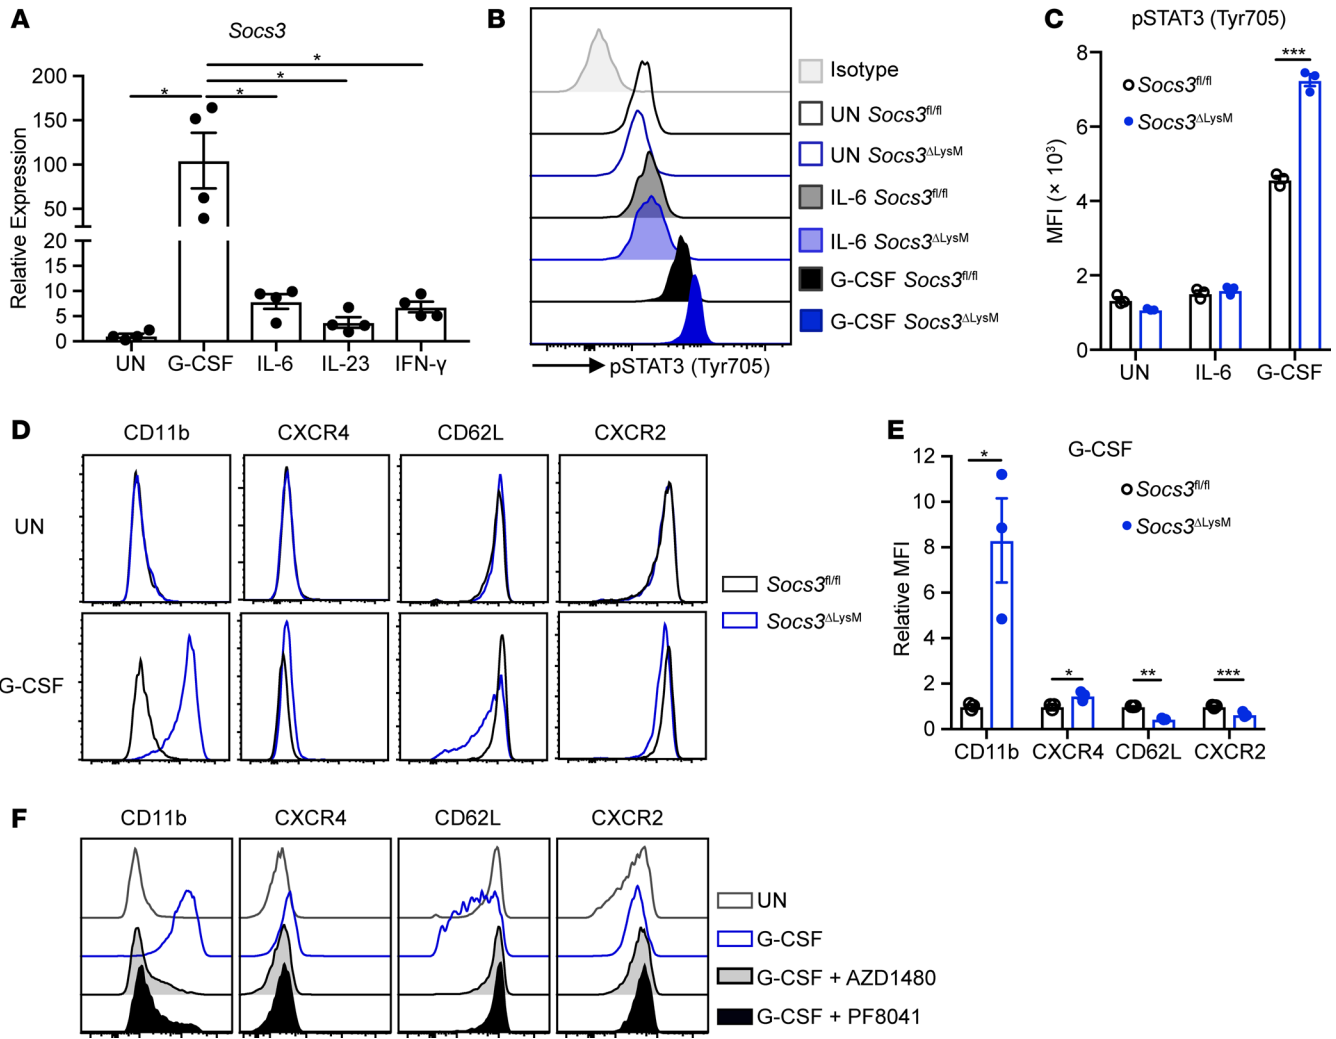 A
Socs3
Relative Expression
200
150
100
50
20
15
10
5
0
* * * *
UN G-CSF IL-6 IL-23 IFN-γ
B
Isotype
UN Socs3fl/fl
UN Socs3ΔLysM
IL-6 Socs3fl/fl
IL-6 Socs3ΔLysM
G-CSF Socs3fl/fl
G-CSF Socs3ΔLysM
pSTAT3 (Tyr705)
C
pSTAT3 (Tyr705)
MFI (× 10³)
8
6
4
2
0
***
Socs3fl/fl
Socs3ΔLysM
UN IL-6 G-CSF
D
CD11b CXCR4 CD62L CXCR2
UN
G-CSF
Socs3fl/fl
Socs3ΔLysM
E
G-CSF
Relative MFI
12
10
8
6
4
2
0
* * ** ***
Socs3fl/fl
Socs3ΔLysM
CD11b CXCR4 CD62L CXCR2
F
CD11b CXCR4 CD62L CXCR2
UN
G-CSF
G-CSF + AZD1480
G-CSF + PF8041